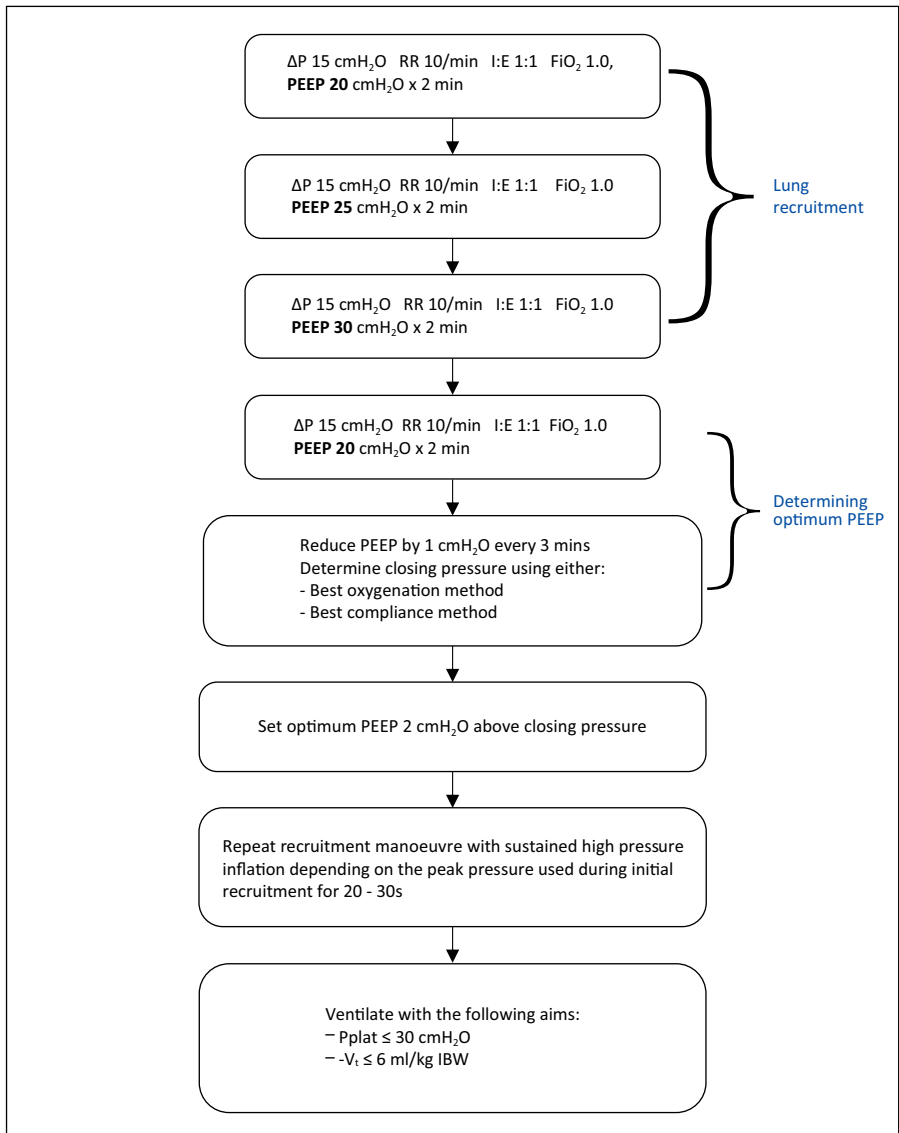 ΔP 15 cmH₂O RR 10/min I:E 1:1 FiO₂ 1.0,
PEEP 20 cmH₂O x 2 min
ΔP 15 cmH₂O RR 10/min I:E 1:1 FiO₂ 1.0
PEEP 25 cmH₂O x 2 min
Lung
recruitment
ΔP 15 cmH₂O RR 10/min I:E 1:1 FiO₂ 1.0
PEEP 30 cmH₂O x 2 min
ΔP 15 cmH₂O RR 10/min I:E 1:1 FiO₂ 1.0
PEEP 20 cmH₂O x 2 min
Determining
optimum PEEP
Reduce PEEP by 1 cmH₂O every 3 mins
Determine closing pressure using either:
- Best oxygenation method
- Best compliance method
Set optimum PEEP 2 cmH₂O above closing pressure
Repeat recruitment manoeuvre with sustained high pressure
inflation depending on the peak pressure used during initial
recruitment for 20 - 30s
Ventilate with the following aims:
– Pplat ≤ 30 cmH₂O
– -Vₜ ≤ 6 ml/kg IBW